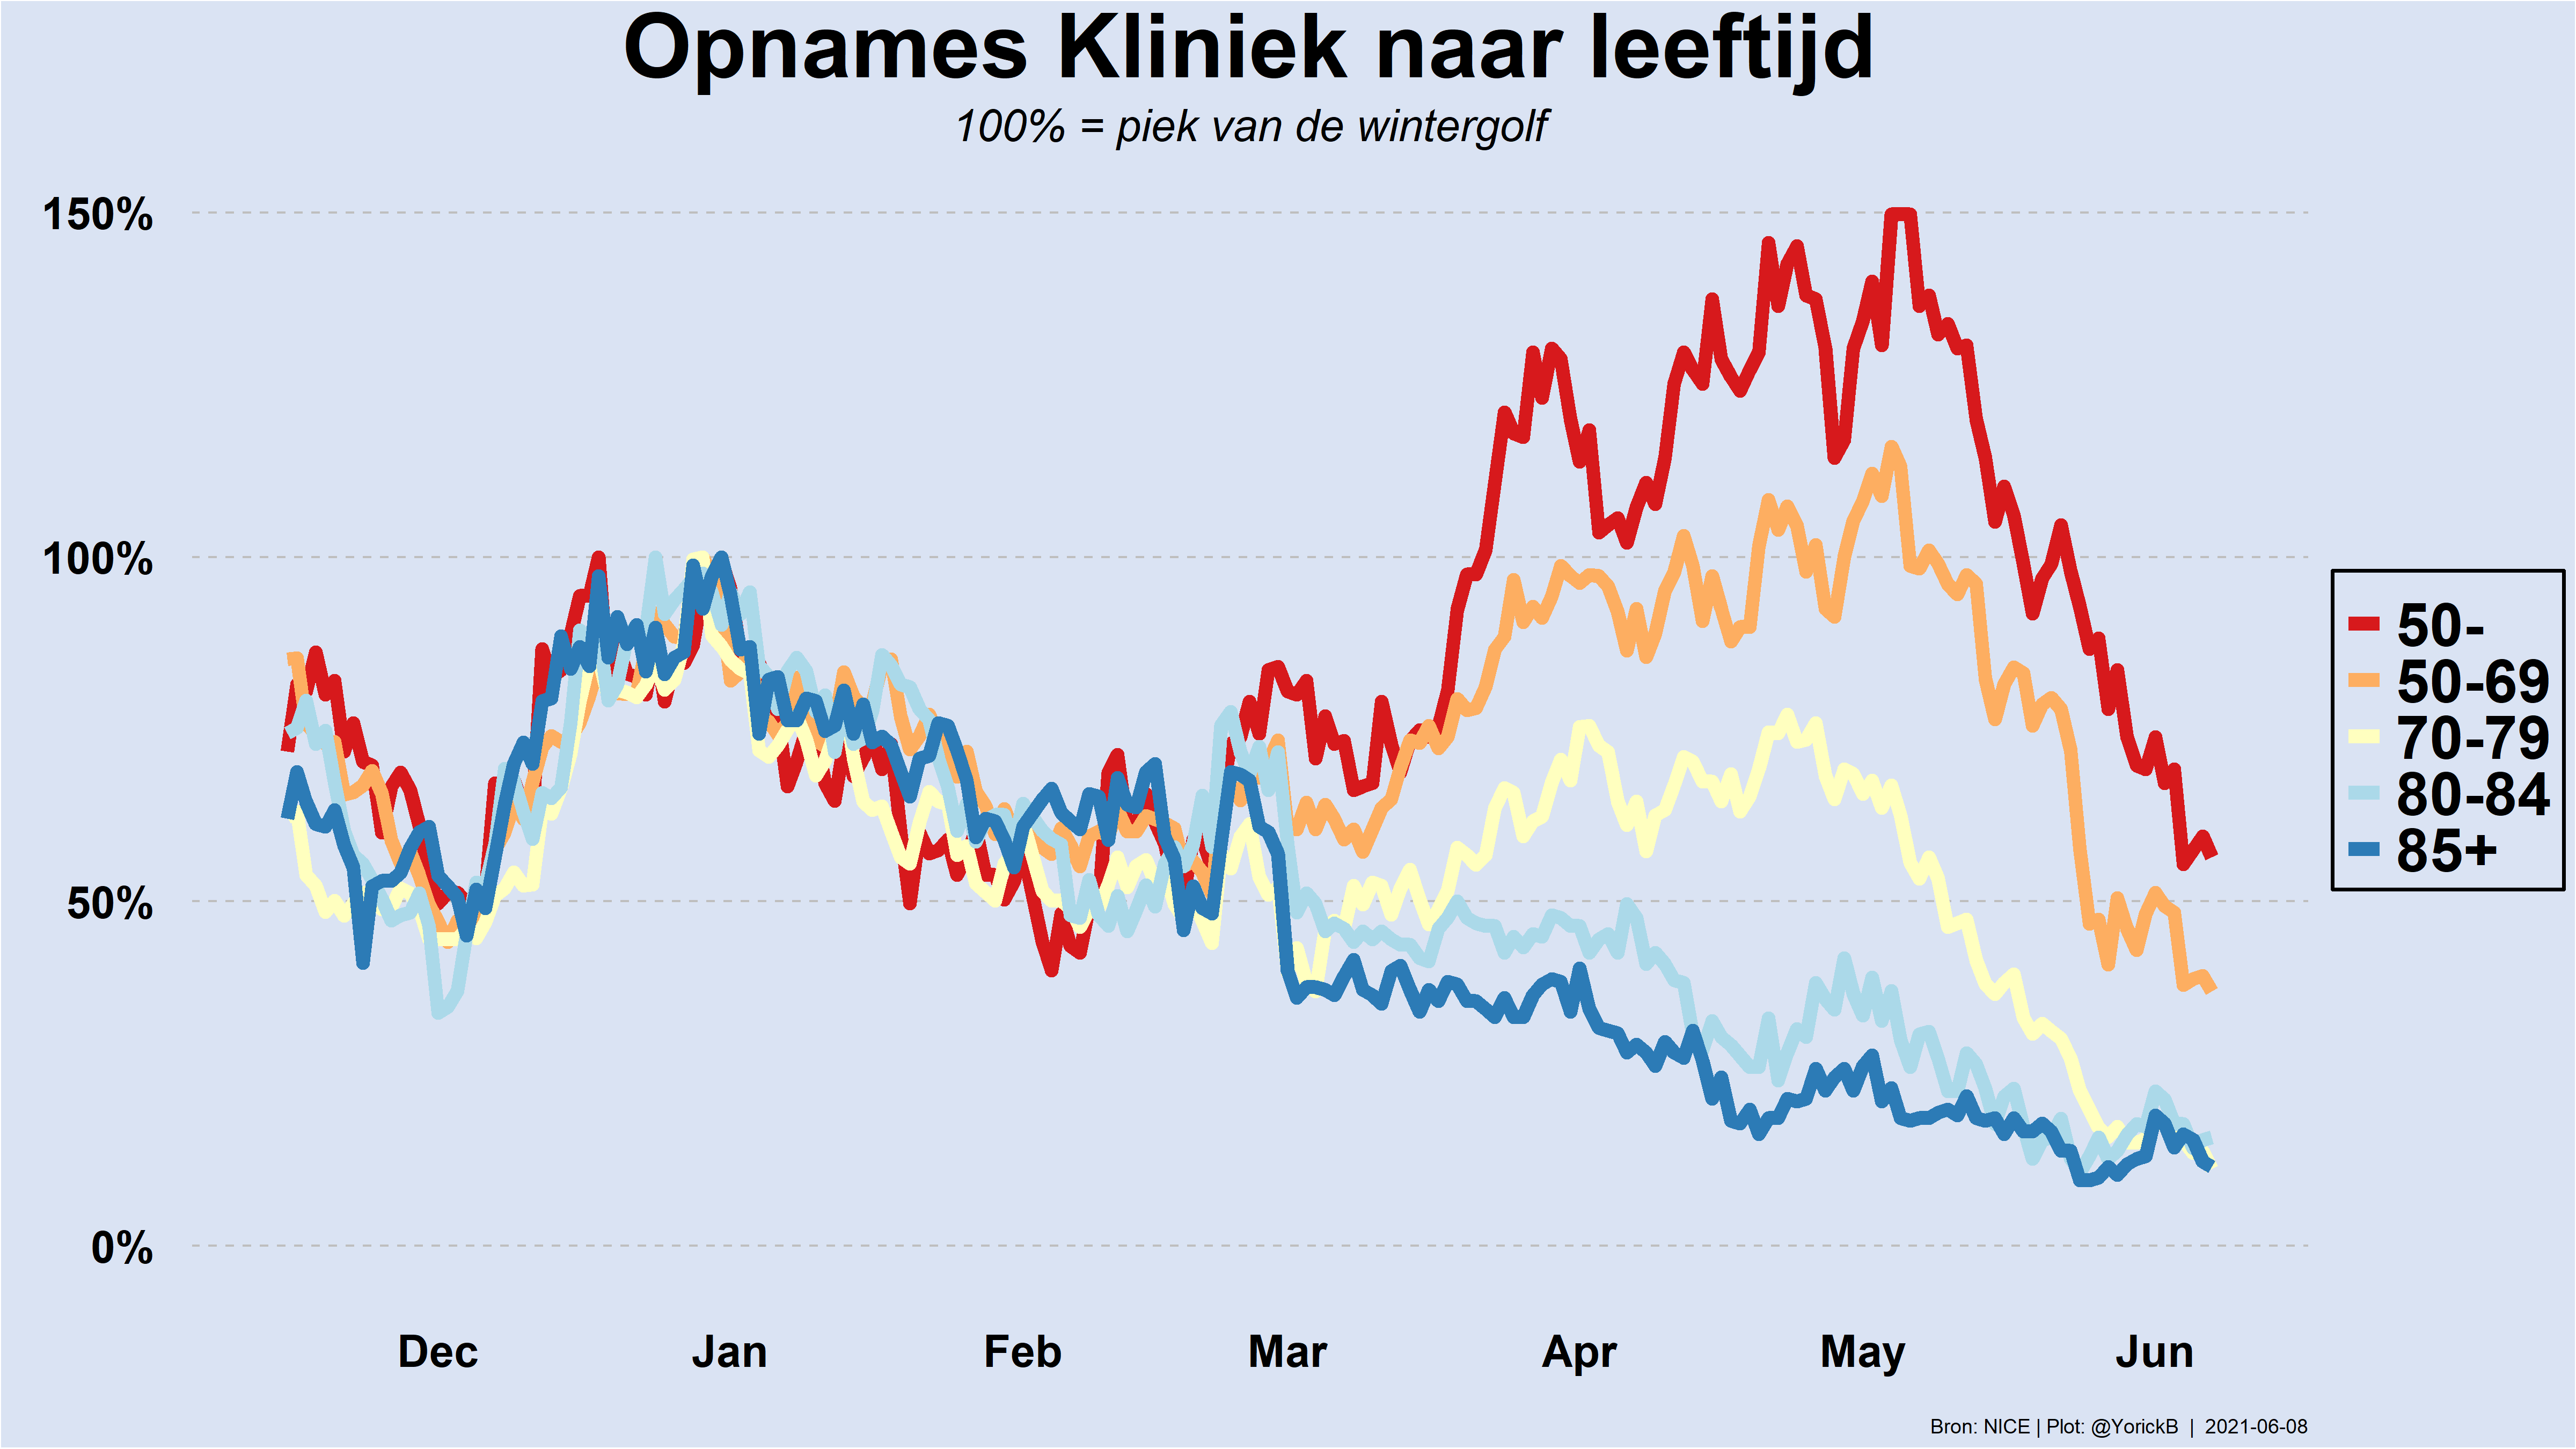 Opnames Kliniek naar leeftijd
100% = piek van de wintergolf
150%
100%
50%
0%
50-
50-69
70-79
80-84
85+
Dec Jan Feb Mar Apr May Jun
Bron: NICE | Plot: @YorickB | 2021-06-08